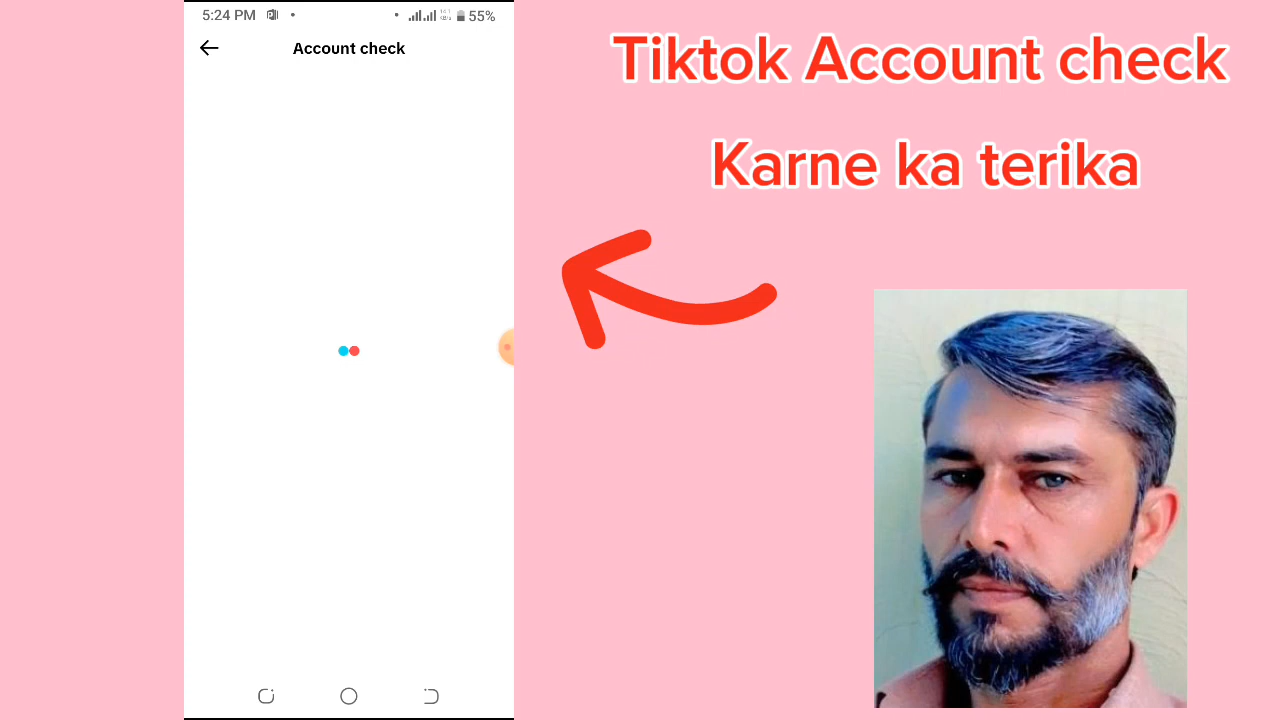 5:24 PM
55%
Account check
Tiktok Account check
Karne ka terika